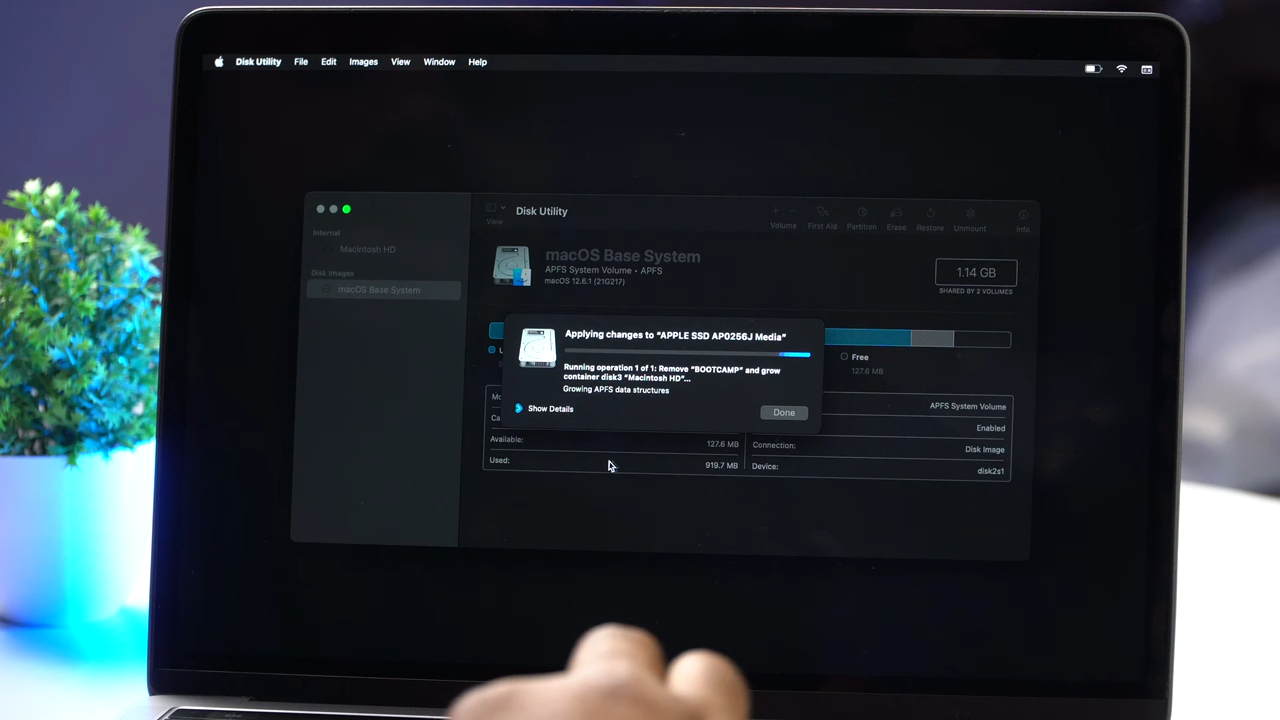 Disk Utility File Edit Images View Window Help
Disk Utility
View
Volume First Aid Partition Erase Restore Unmount Info
Internal
Macintosh HD
Disk Images
macOS Base System
macOS Base System
APFS System Volume • APFS
macOS 12.6.1 (21G217)
1.14 GB
SHARED BY 2 VOLUMES
Applying changes to “APPLE SSD AP0256J Media”
Running operation 1 of 1: Remove “BOOTCAMP” and grow
container disk3 “Macintosh HD”...
Growing APFS data structures
Show Details
Done
Free
127.6 MB
APFS System Volume
Enabled
Available: 127.6 MB
Connection: Disk Image
Used: 919.7 MB
Device: disk2s1